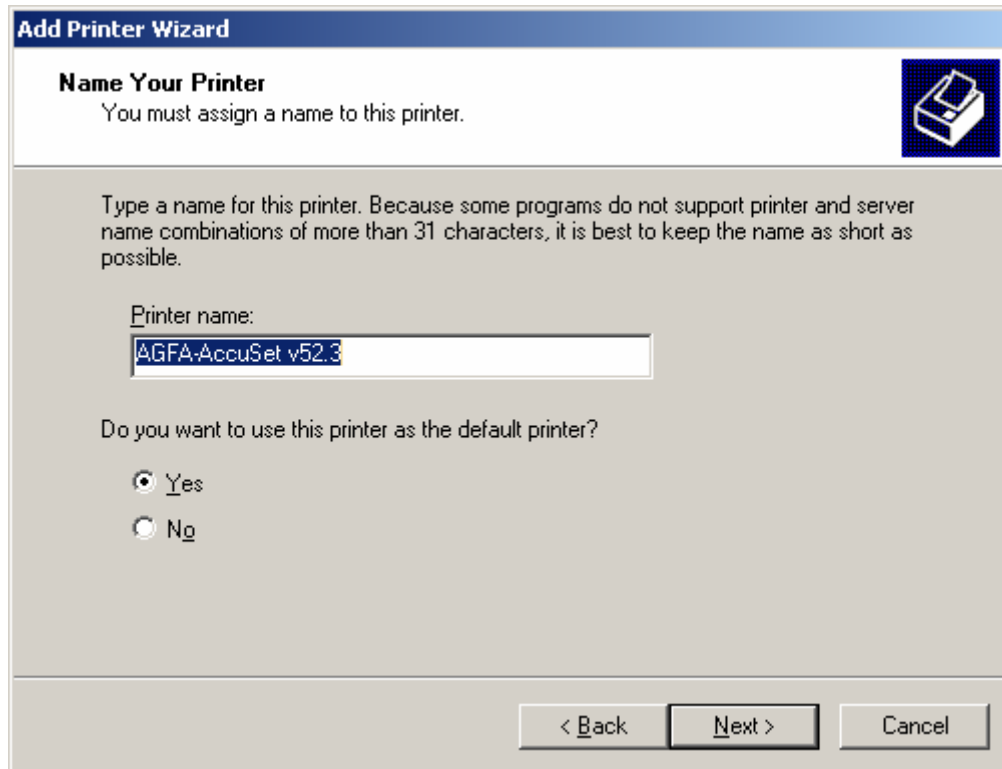 Add Printer Wizard
Name Your Printer
You must assign a name to this printer.
Type a name for this printer. Because some programs do not support printer and server
name combinations of more than 31 characters, it is best to keep the name as short as
possible.
Printer name:
AGFA-AccuSet v52.3
Do you want to use this printer as the default printer?
Yes
No
< Back
Next >
Cancel